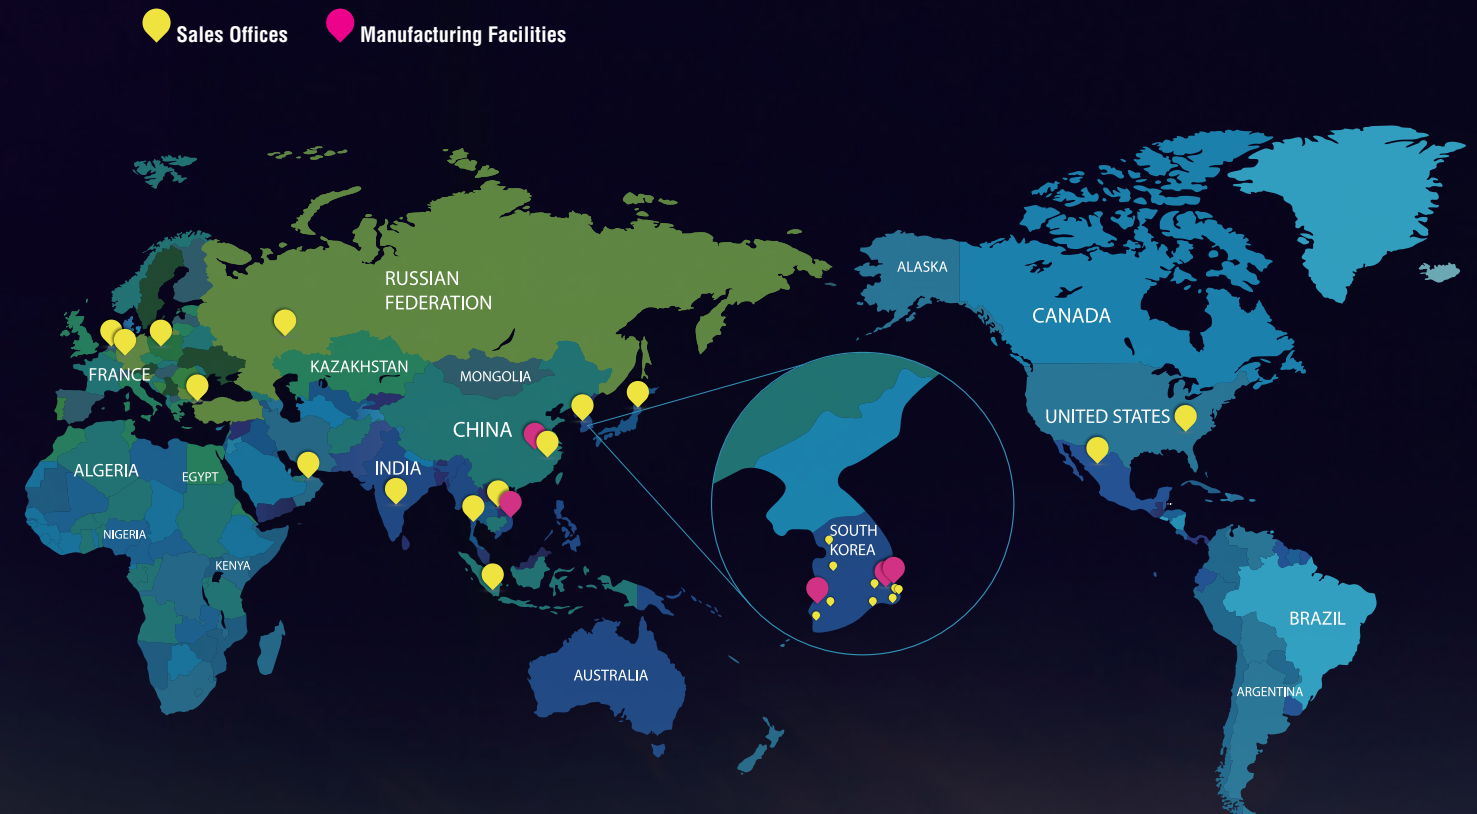 Sales Offices
Manufacturing Facilities
RUSSIAN
FEDERATION
ALASKA
CANADA
FRANCE
KAZAKHSTAN
MONGOLIA
CHINA
UNITED STATES
ALGERIA
EGYPT
INDIA
NIGERIA
KENYA
SOUTH
KOREA
BRAZIL
AUSTRALIA
ARGENTINA